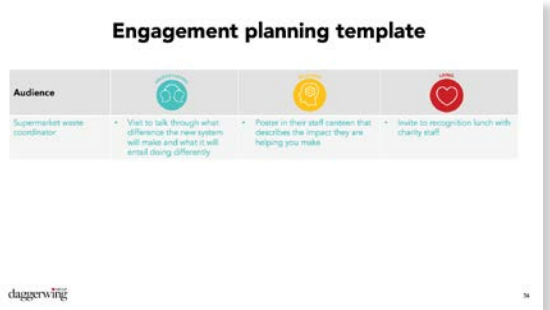 Engagement planning template
Audience
LIVING
Supermarket waste
coordinator
• Visit to talk through what
difference the new system
will make and what it will
entail doing differently
• Poster in their staff canteen that
describes the impact they are
helping you make
• Invite to recognition lunch with
charity staff
daggerwing
34